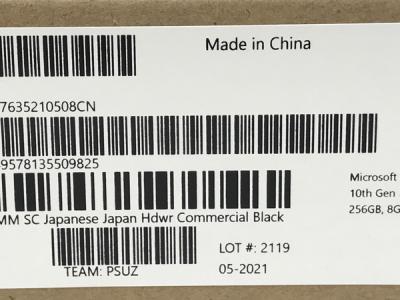 Made in China
7635210508CN
9578135509825
Microsoft
MM SC Japanese Japan Hdwr Commercial Black
10th Gen
256GB, 8G
LOT #: 2119
TEAM: PSUZ
05-2021